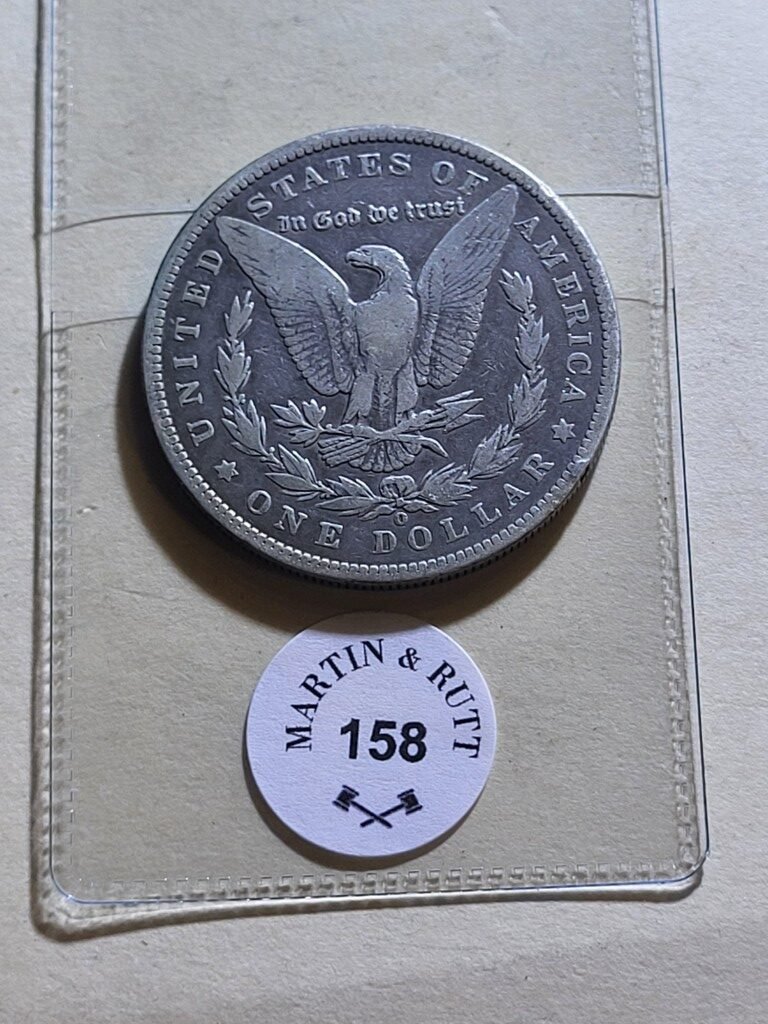 UNITED STATES OF AMERICA
In God we trust
O
★ ONE DOLLAR ★
MARTIN & RUTT
158